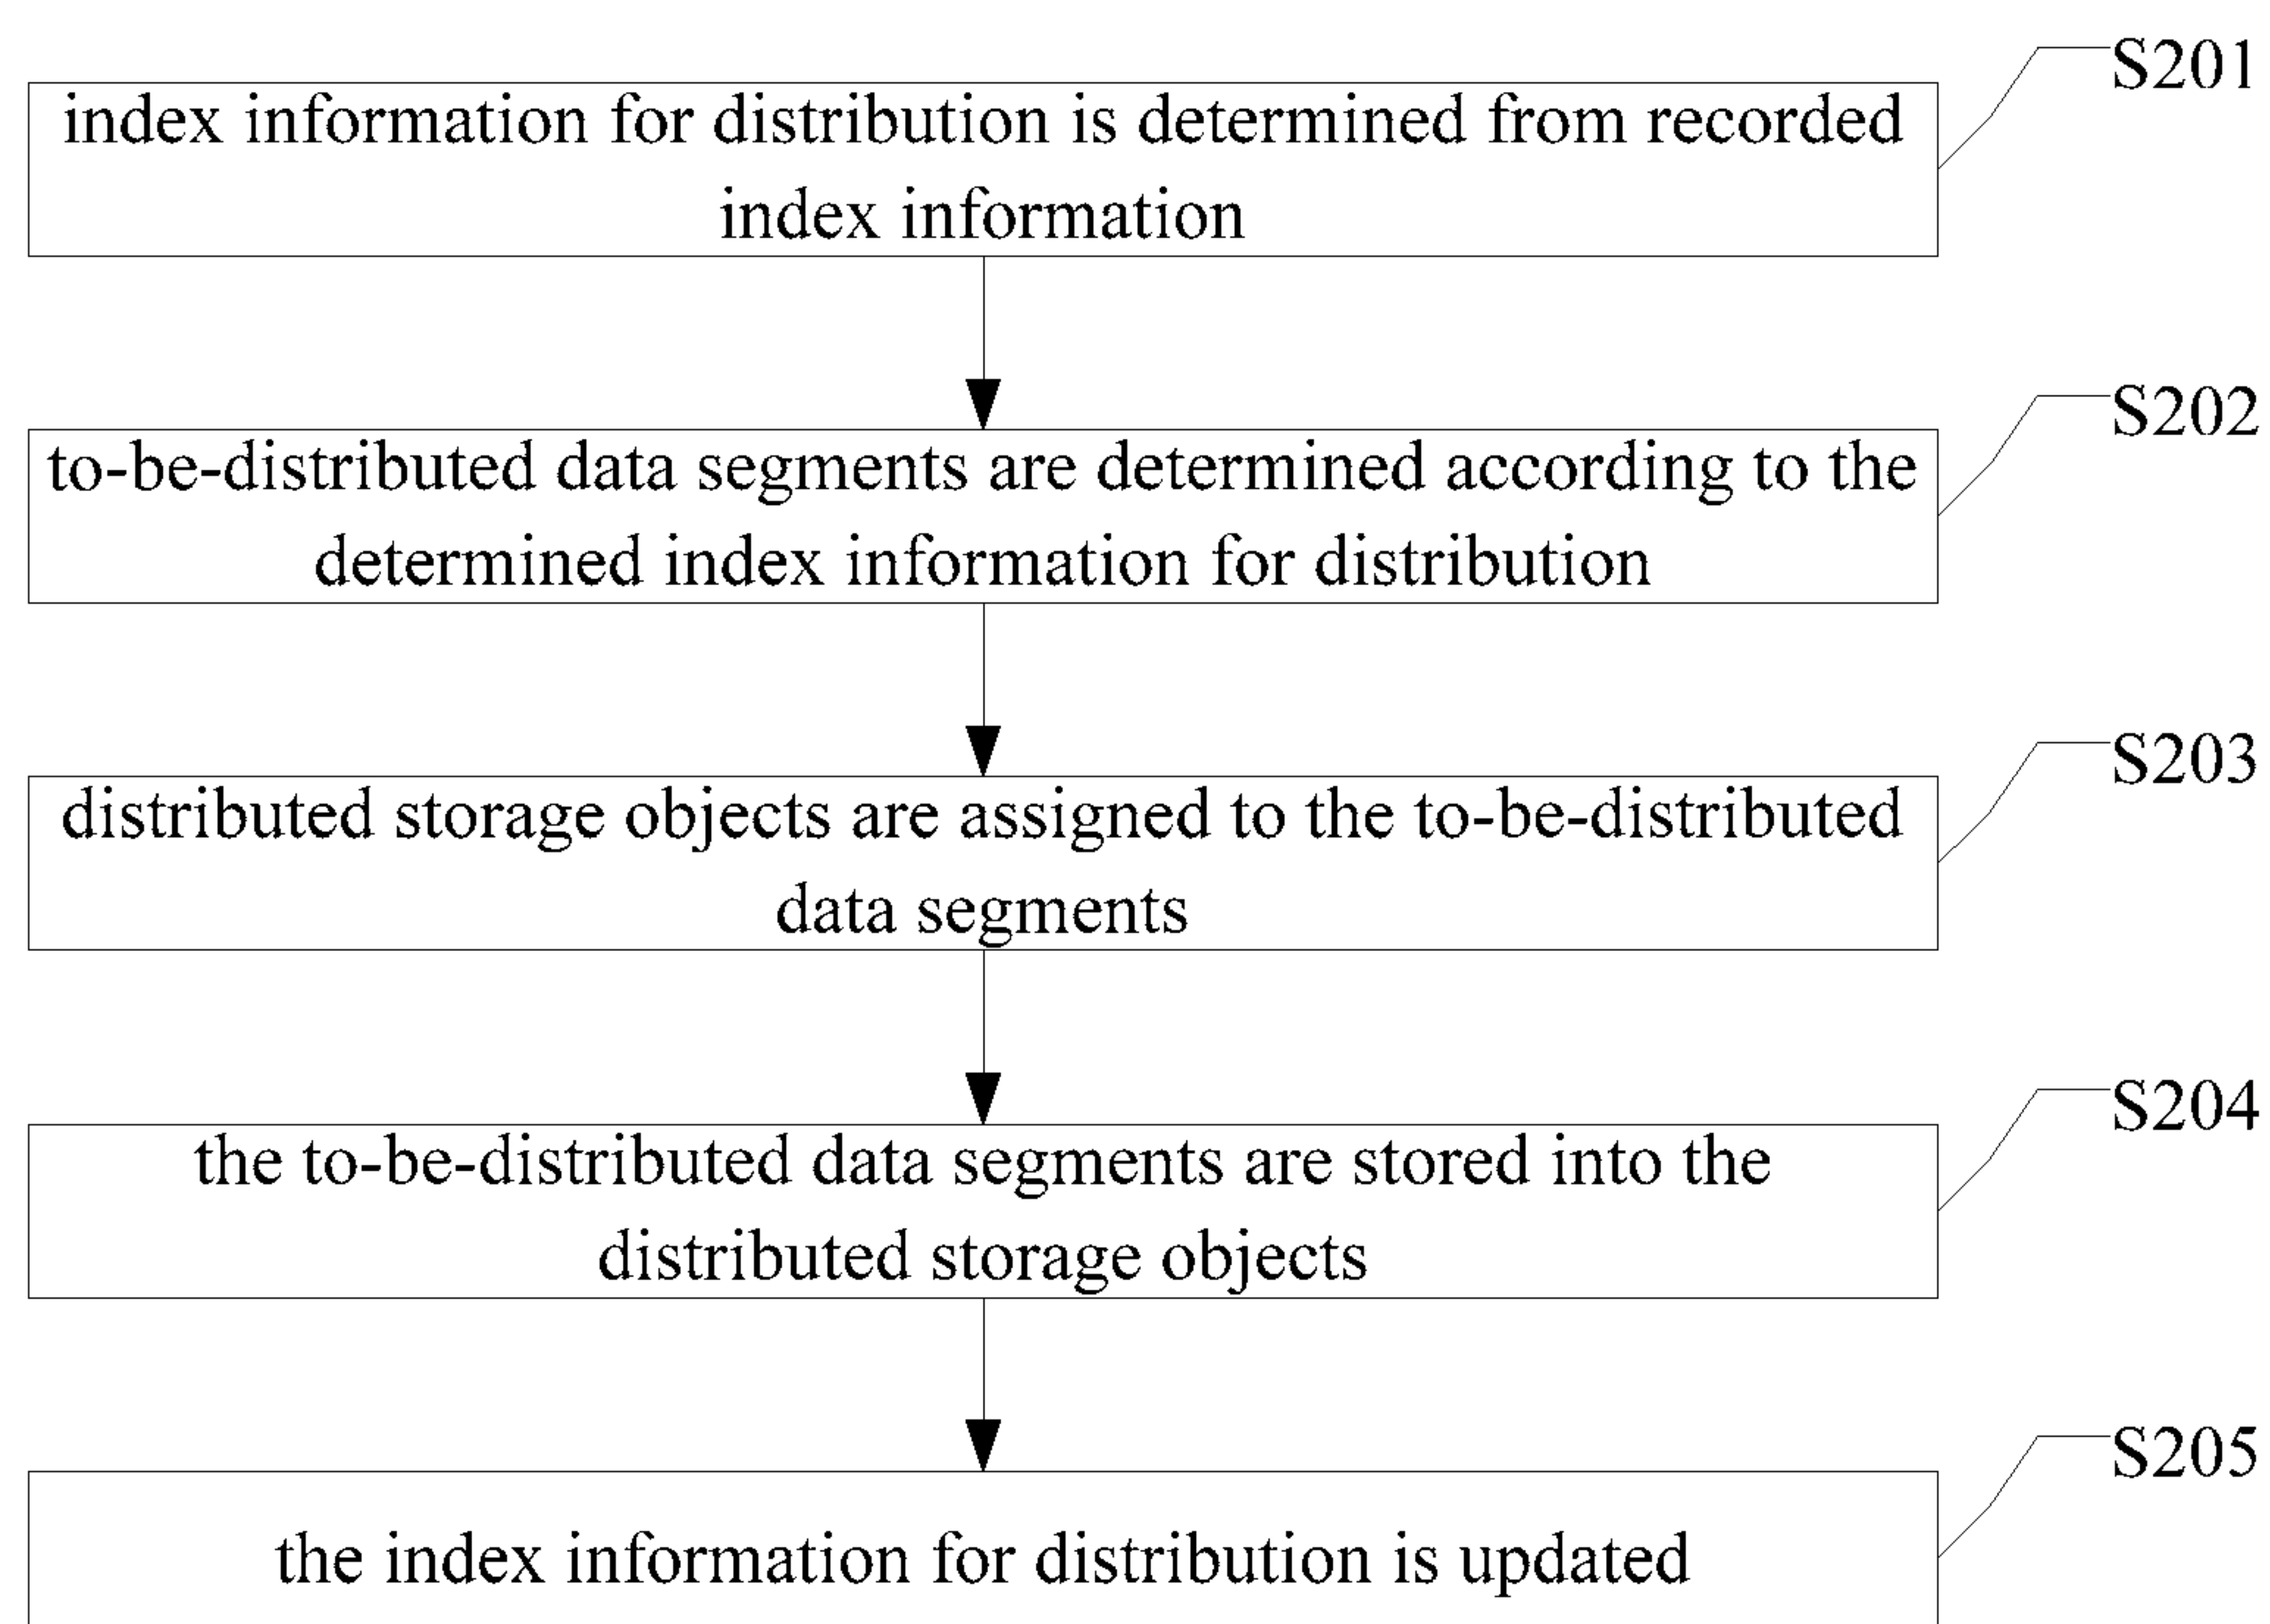 S201
index information for distribution is determined from recorded
index information
S202
to-be-distributed data segments are determined according to the
determined index information for distribution
S203
distributed storage objects are assigned to the to-be-distributed
data segments
S204
the to-be-distributed data segments are stored into the
distributed storage objects
S205
the index information for distribution is updated